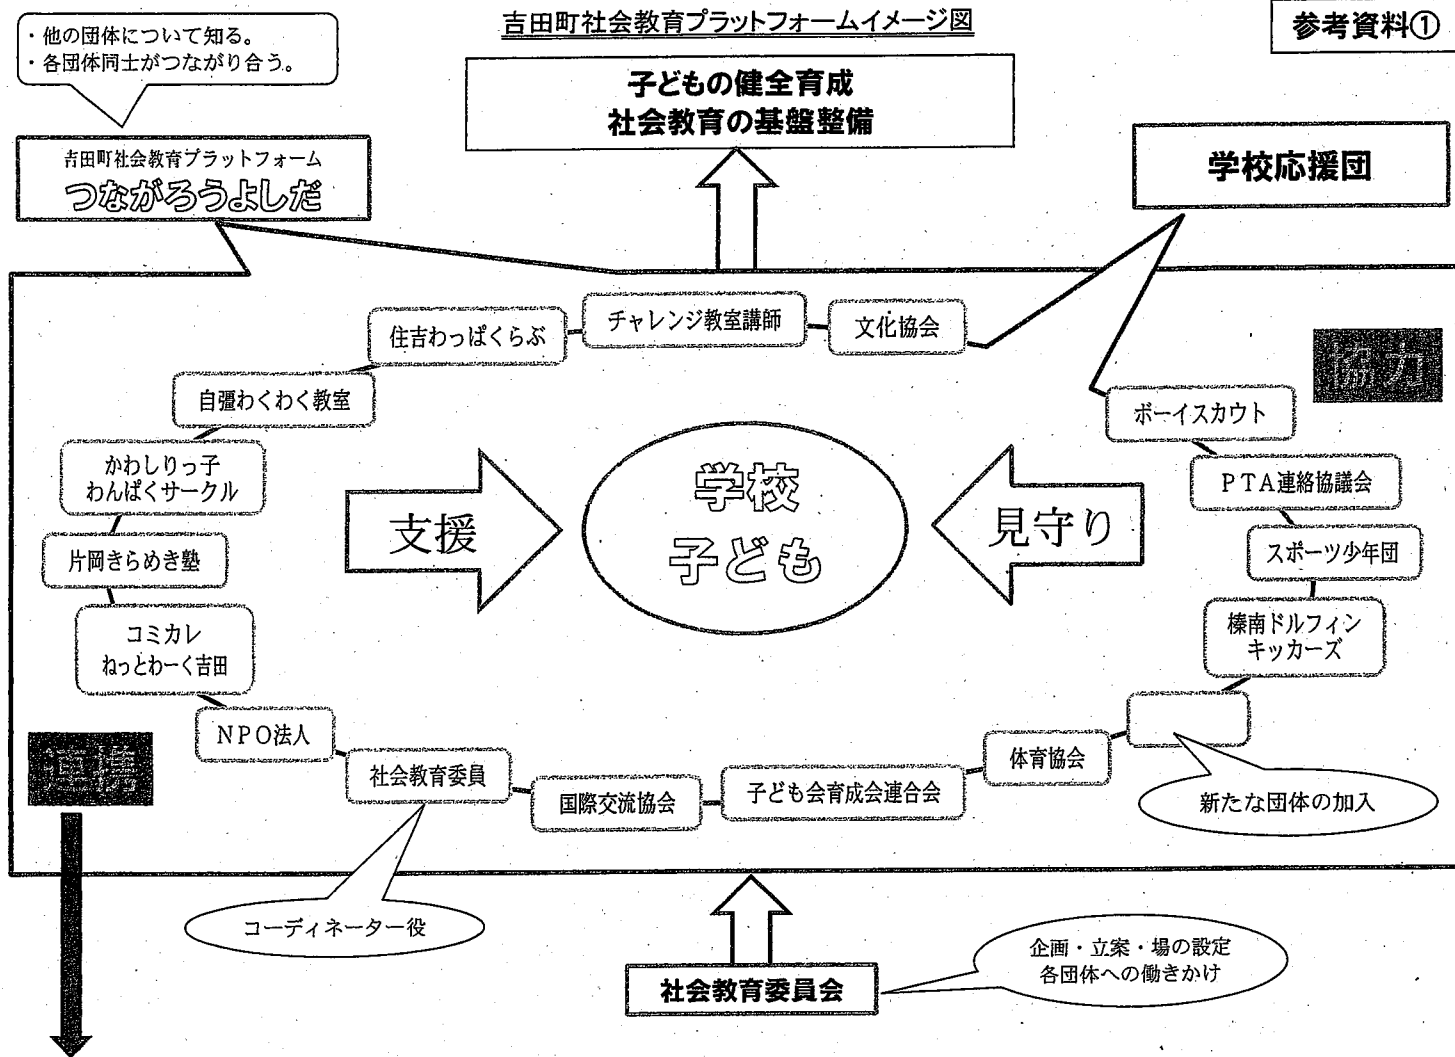 吉田町社会教育プラットフォームイメージ図
参考資料①
・他の団体について知る。
・各団体同士がつながり合う。
子どもの健全育成
社会教育の基盤整備
吉田町社会教育プラットフォーム
つながろうよしだ
学校応援団
チャレンジ教室講師
文化協会
住吉わっぱくらぶ
協力
自彊わくわく教室
ボーイスカウト
かわしりっ子
わんぱくサークル
PTA連絡協議会
学校
子ども
支援
見守り
片岡きらめき塾
スポーツ少年団
コミカレ
ねっとわーく吉田
榛南ドルフィン
キッカーズ
NPO法人
連携
社会教育委員
国際交流協会
子ども会育成会連合会
体育協会
新たな団体の加入
コーディネーター役
社会教育委員会
企画・立案・場の設定
各団体への働きかけ